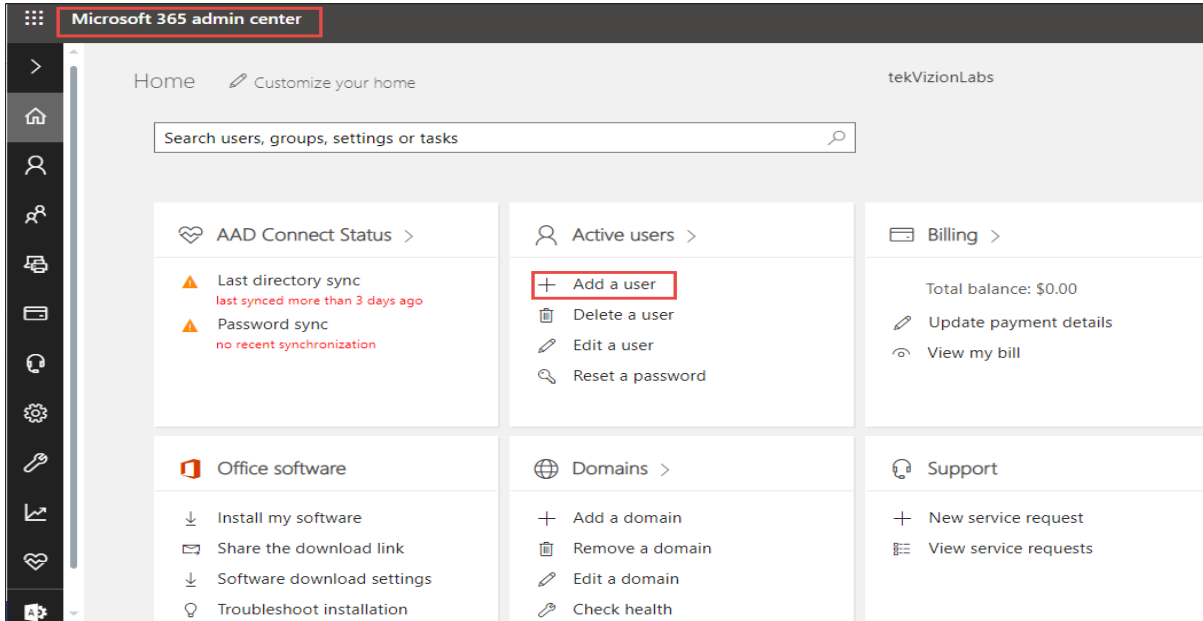 Microsoft 365 admin center
Home
Customize your home
tekVizionLabs
Search users, groups, settings or tasks
AAD Connect Status
Last directory sync
last synced more than 3 days ago
Password sync
no recent synchronization
Active users
Add a user
Delete a user
Edit a user
Reset a password
Billing
Total balance: $0.00
Update payment details
View my bill
Office software
Install my software
Share the download link
Software download settings
Troubleshoot installation
Domains
Add a domain
Remove a domain
Edit a domain
Check health
Support
New service request
View service requests